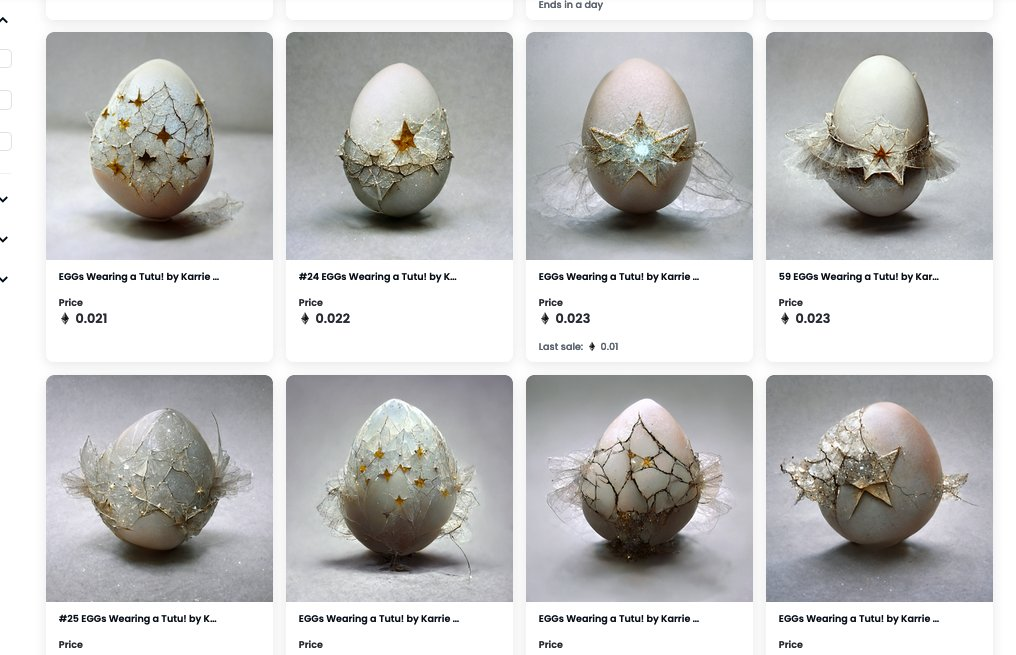 Ends in a day
EGGs Wearing a Tutu! by Karrie ...
#24 EGGs Wearing a Tutu! by K...
EGGs Wearing a Tutu! by Karrie ...
59 EGGs Wearing a Tutu! by Kar...
Price
Price
Price
Price
0.021
0.022
0.023
0.023
Last sale: 0.01
#25 EGGs Wearing a Tutu! by K...
EGGs Wearing a Tutu! by Karrie ...
EGGs Wearing a Tutu! by Karrie ...
EGGs Wearing a Tutu! by Karrie ...
Price
Price
Price
Price